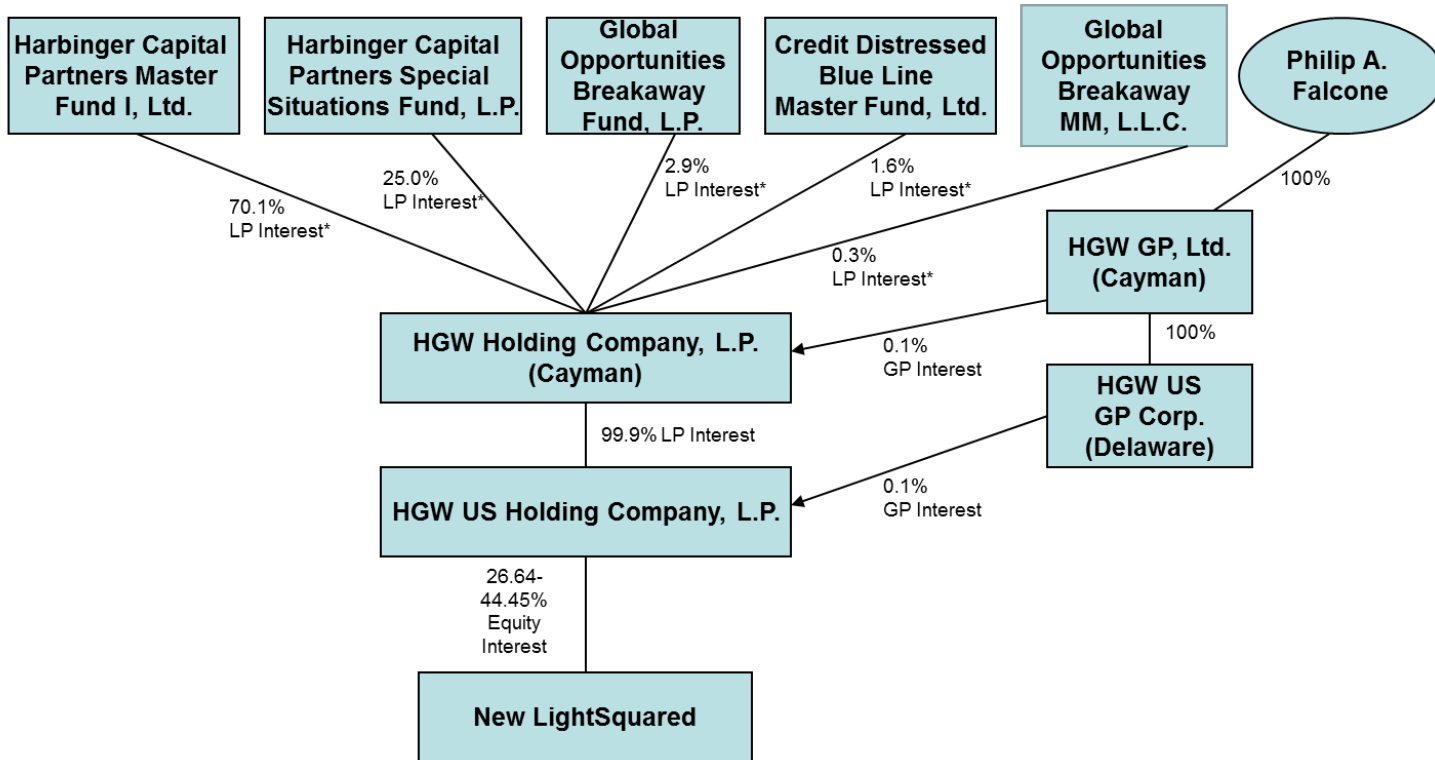 Harbinger Capital
Partners Master
Fund I, Ltd.
Harbinger Capital
Partners Special
Situations Fund, L.P.
Global
Opportunities
Breakaway
Fund, L.P.
Credit Distressed
Blue Line
Master Fund, Ltd.
Global
Opportunities
Breakaway
MM, L.L.C.
Philip A.
Falcone
70.1%
LP Interest*
25.0%
LP Interest*
2.9%
LP Interest*
1.6%
LP Interest*
0.3%
LP Interest*
100%
HGW GP, Ltd.
(Cayman)
HGW Holding Company, L.P.
(Cayman)
0.1%
GP Interest
100%
HGW US
GP Corp.
(Delaware)
99.9% LP Interest
HGW US Holding Company, L.P.
0.1%
GP Interest
26.64-
44.45%
Equity
Interest
New LightSquared